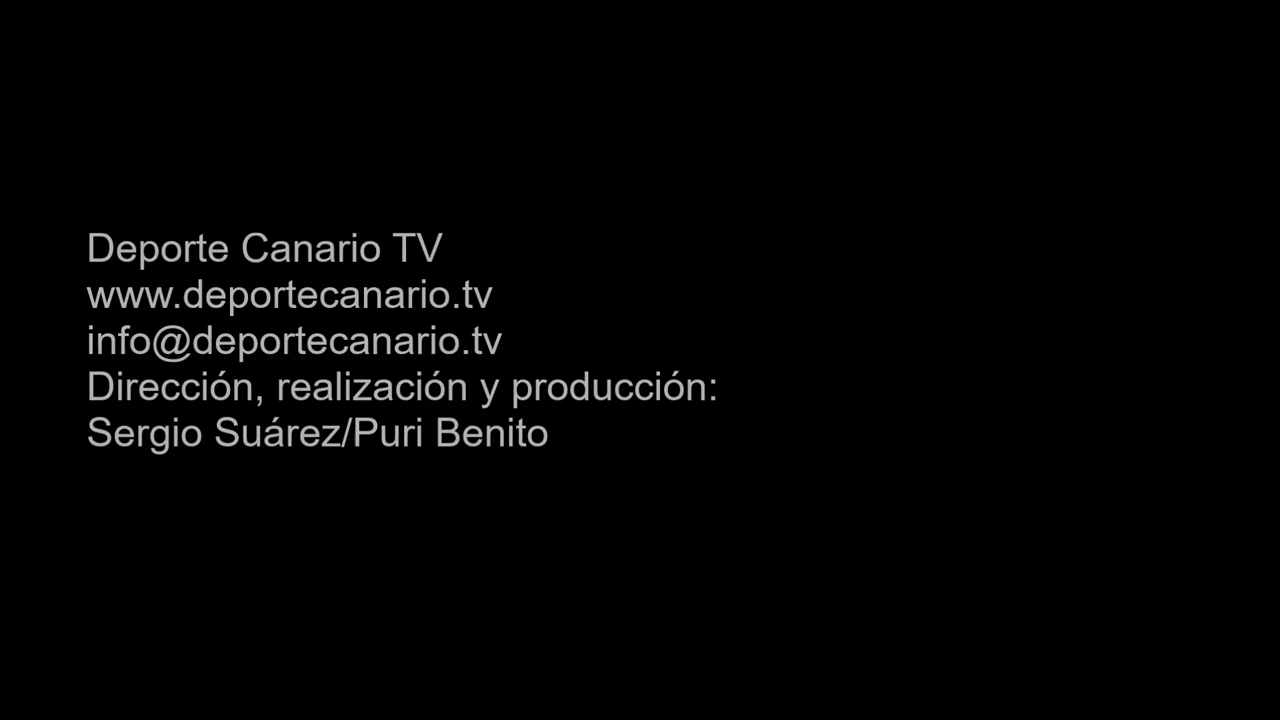 Deporte Canario TV
www.deportecanario.tv
info@deportecanario.tv
Dirección, realización y producción:
Sergio Suárez/Puri Benito